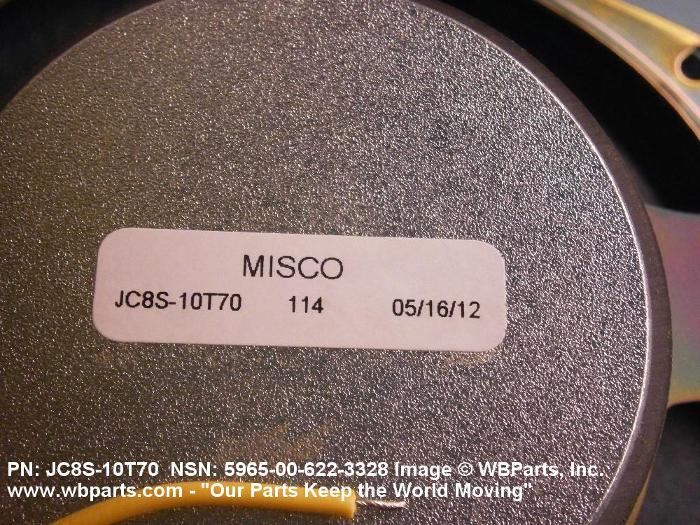 MISCO
JC8S-10T70 114 05/16/12
PN: JC8S-10T70 NSN: 5965-00-622-3328 Image © WBParts, Inc.
www.wbparts.com - "Our Parts Keep the World Moving"